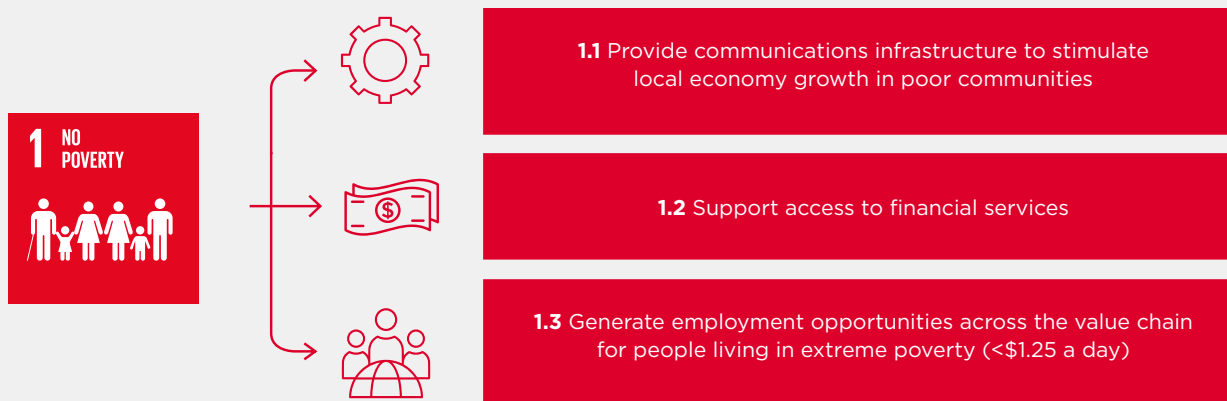 1 NO
POVERTY
1.1 Provide communications infrastructure to stimulate
local economy growth in poor communities
$
1.2 Support access to financial services
1.3 Generate employment opportunities across the value chain
for people living in extreme poverty (<$1.25 a day)